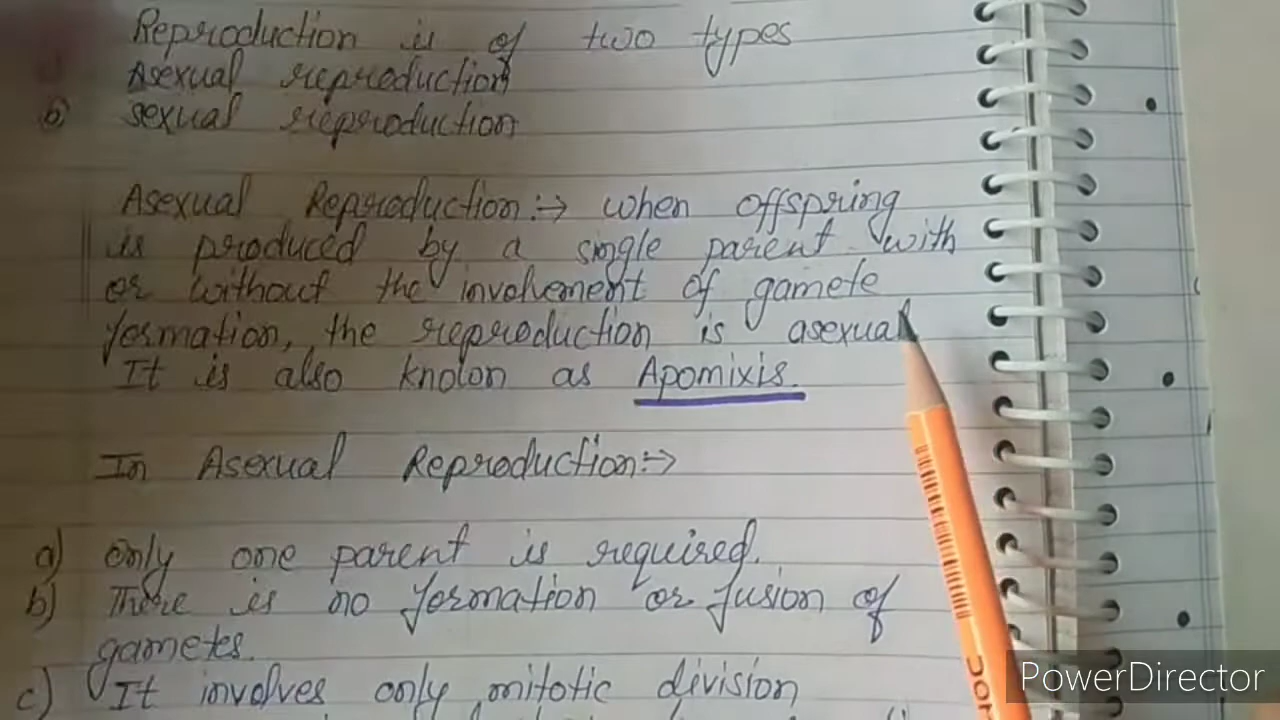 Reproduction is of two types
Asexual reproduction
b) sexual reproduction
Asexual Reproduction:→ when offspring
is produced by a single parent with
or without the involvement of gamete
formation, the reproduction is asexual
It is also known as Apomixis.
In Asexual Reproduction:→
a) only one parent is required.
b) There is no formation or fusion of
gametes.
c) It involves only mitotic division
PowerDirector